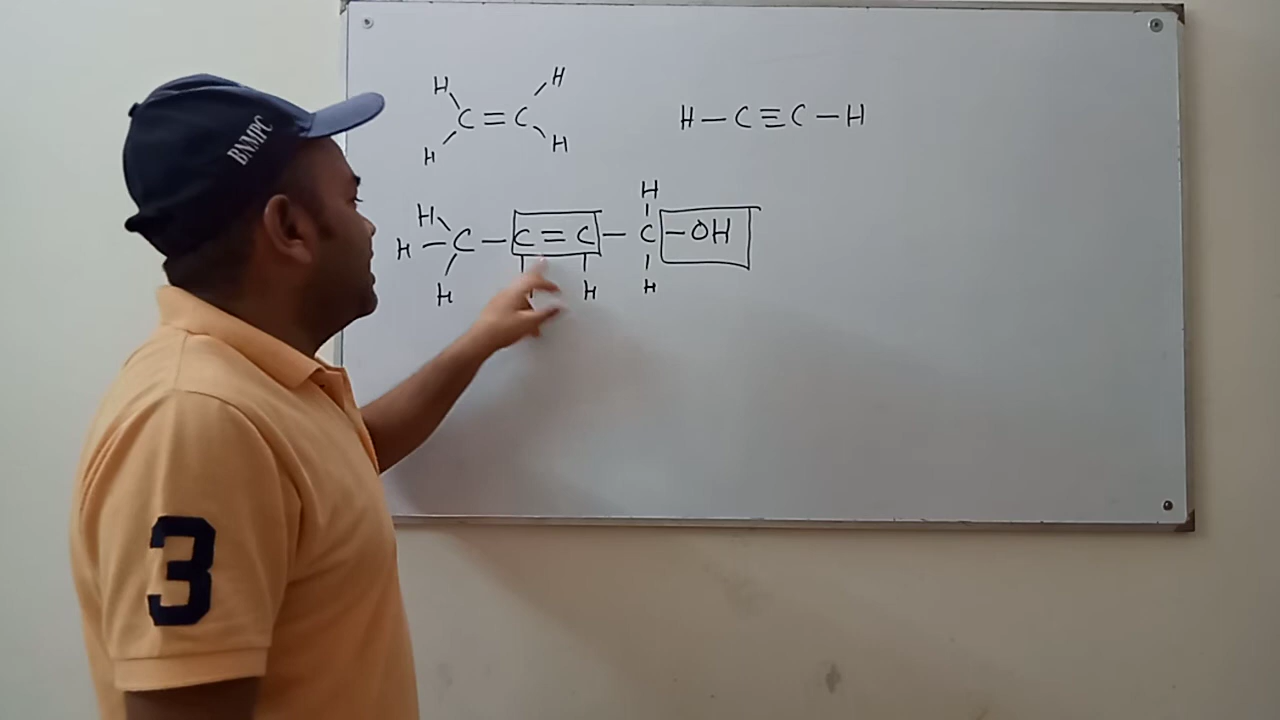 BNMPC
3
H H
C=C H—C≡C—H
H H
H H
H—C—C=C—C—OH
H H H